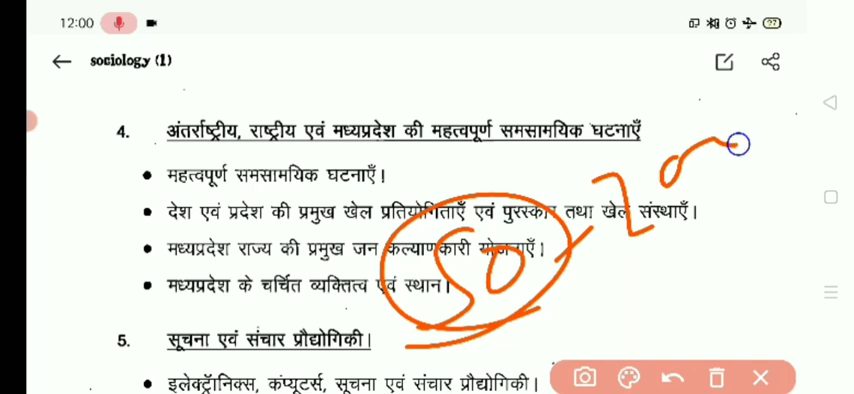 12:00
27
sociology (1)
4. अंतर्राष्ट्रीय, राष्ट्रीय एवं मध्यप्रदेश की महत्वपूर्ण समसामयिक घटनाएँ
• महत्वपूर्ण समसामयिक घटनाएँ।
• देश एवं प्रदेश की प्रमुख खेल प्रतियोगिताएँ एवं पुरस्कार तथा खेल संस्थाएँ।
• मध्यप्रदेश राज्य की प्रमुख जन कल्याणकारी योजनाएँ।
• मध्यप्रदेश के चर्चित व्यक्तित्व एवं स्थान।
50
5. सूचना एवं संचार प्रौद्योगिकी।
• इलेक्ट्रॅानिक्स, कंप्यूटर्स, सूचना एवं संचार प्रौद्योगिकी।